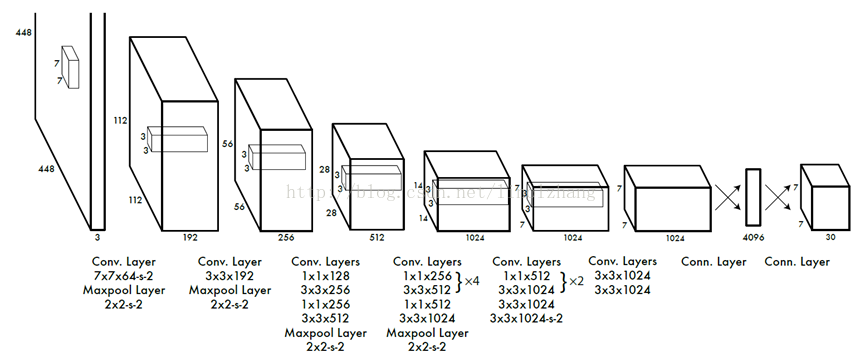 448
7
7
448
3
112
3
3
112
192
56
3
3
56
256
28
3
3
28
512
14
3
3
14
1024
7
3
3
7
1024
7
7
1024
4096
7
7
30
Conv. Layer
7x7x64-s-2
Maxpool Layer
2x2-s-2
Conv. Layer
3x3x192
Maxpool Layer
2x2-s-2
Conv. Layers
1x1x128
3x3x256
1x1x256
3x3x512
Maxpool Layer
2x2-s-2
Conv. Layers
1x1x256
3x3x512
}×4
1x1x512
3x3x1024
Maxpool Layer
2x2-s-2
Conv. Layers
1x1x512
3x3x1024
}×2
3x3x1024
3x3x1024-s-2
Conv. Layers
3x3x1024
3x3x1024
Conn. Layer
Conn. Layer